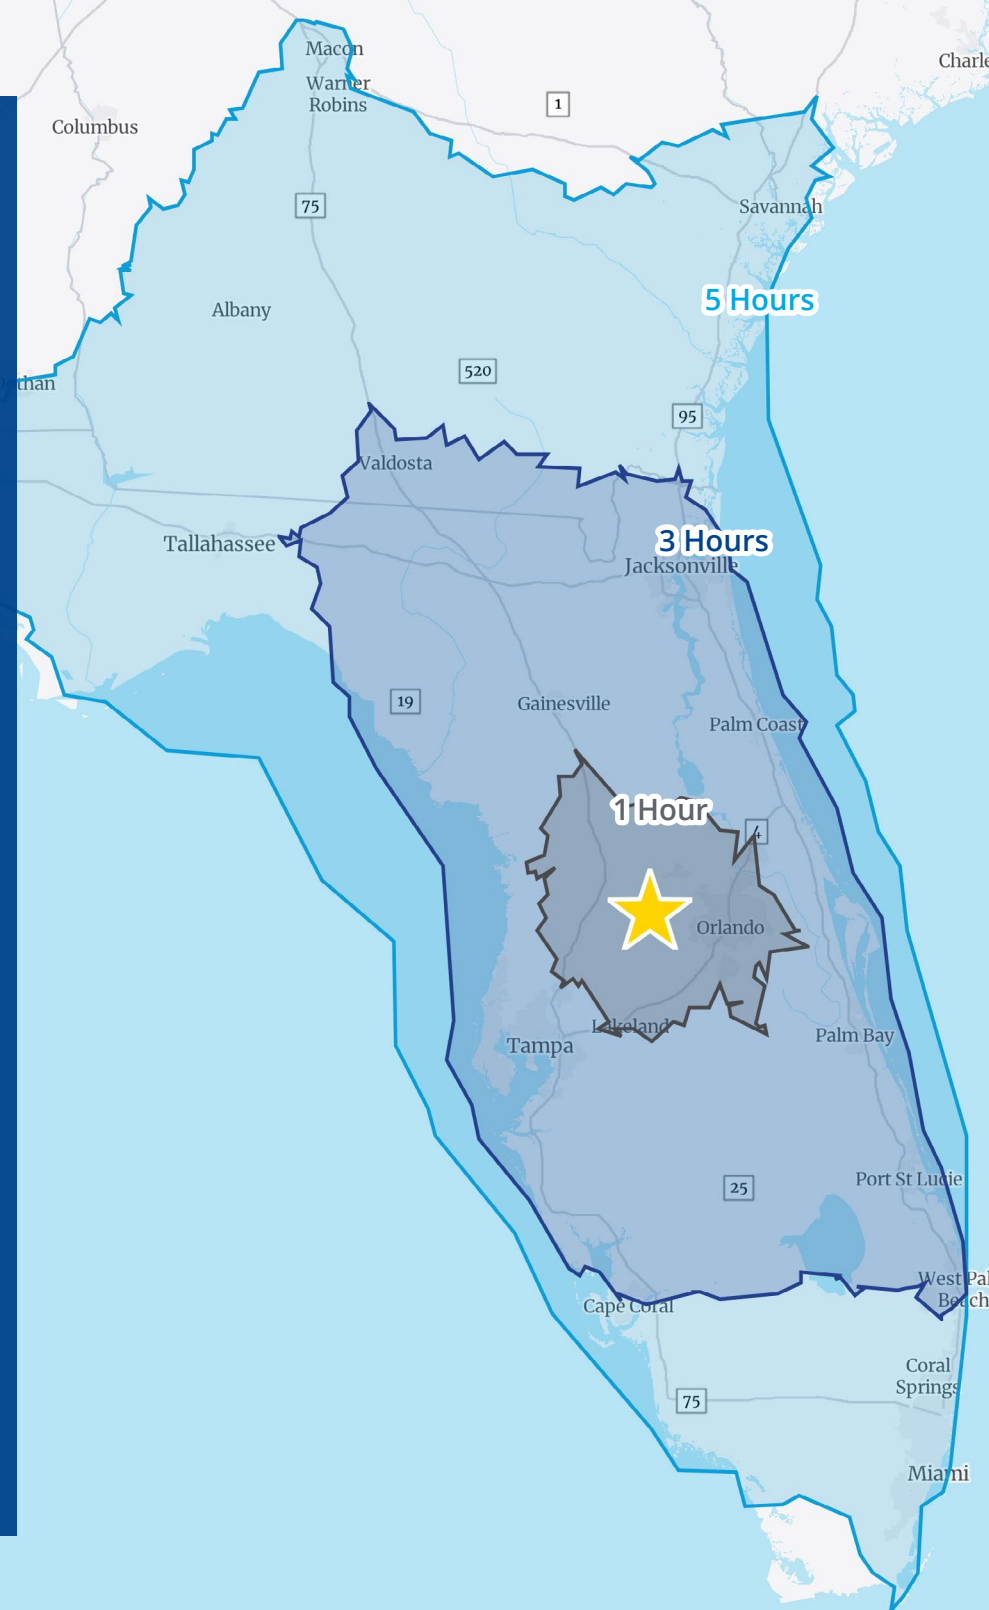 Macon
Charle
Warner
Robins
1
Columbus
75
Savannah
5 Hours
Albany
520
than
95
Valdosta
3 Hours
Tallahassee
Jacksonville
19
Gainesville
Palm Coast
1 Hour
4
Orlando
Lakeland
Tampa
Palm Bay
Port St Lucie
25
West Pal
Beach
Cape Coral
Coral
Springs
75
Miami